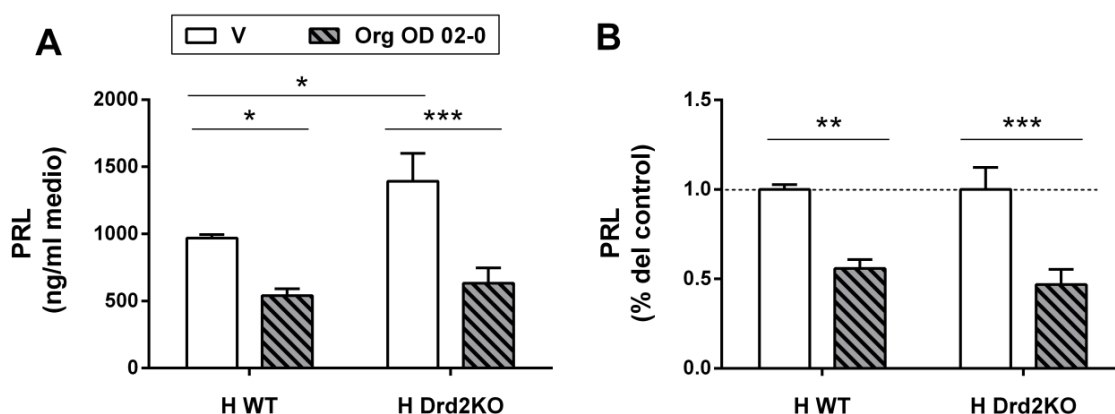 A
V
Org OD 02-0
PRL
(ng/ml medio)
2000
1500
1000
500
0
*
*
***
H WT
H Drd2KO
B
PRL
(% del control)
1.5
1.0
0.5
0.0
**
***
H WT
H Drd2KO